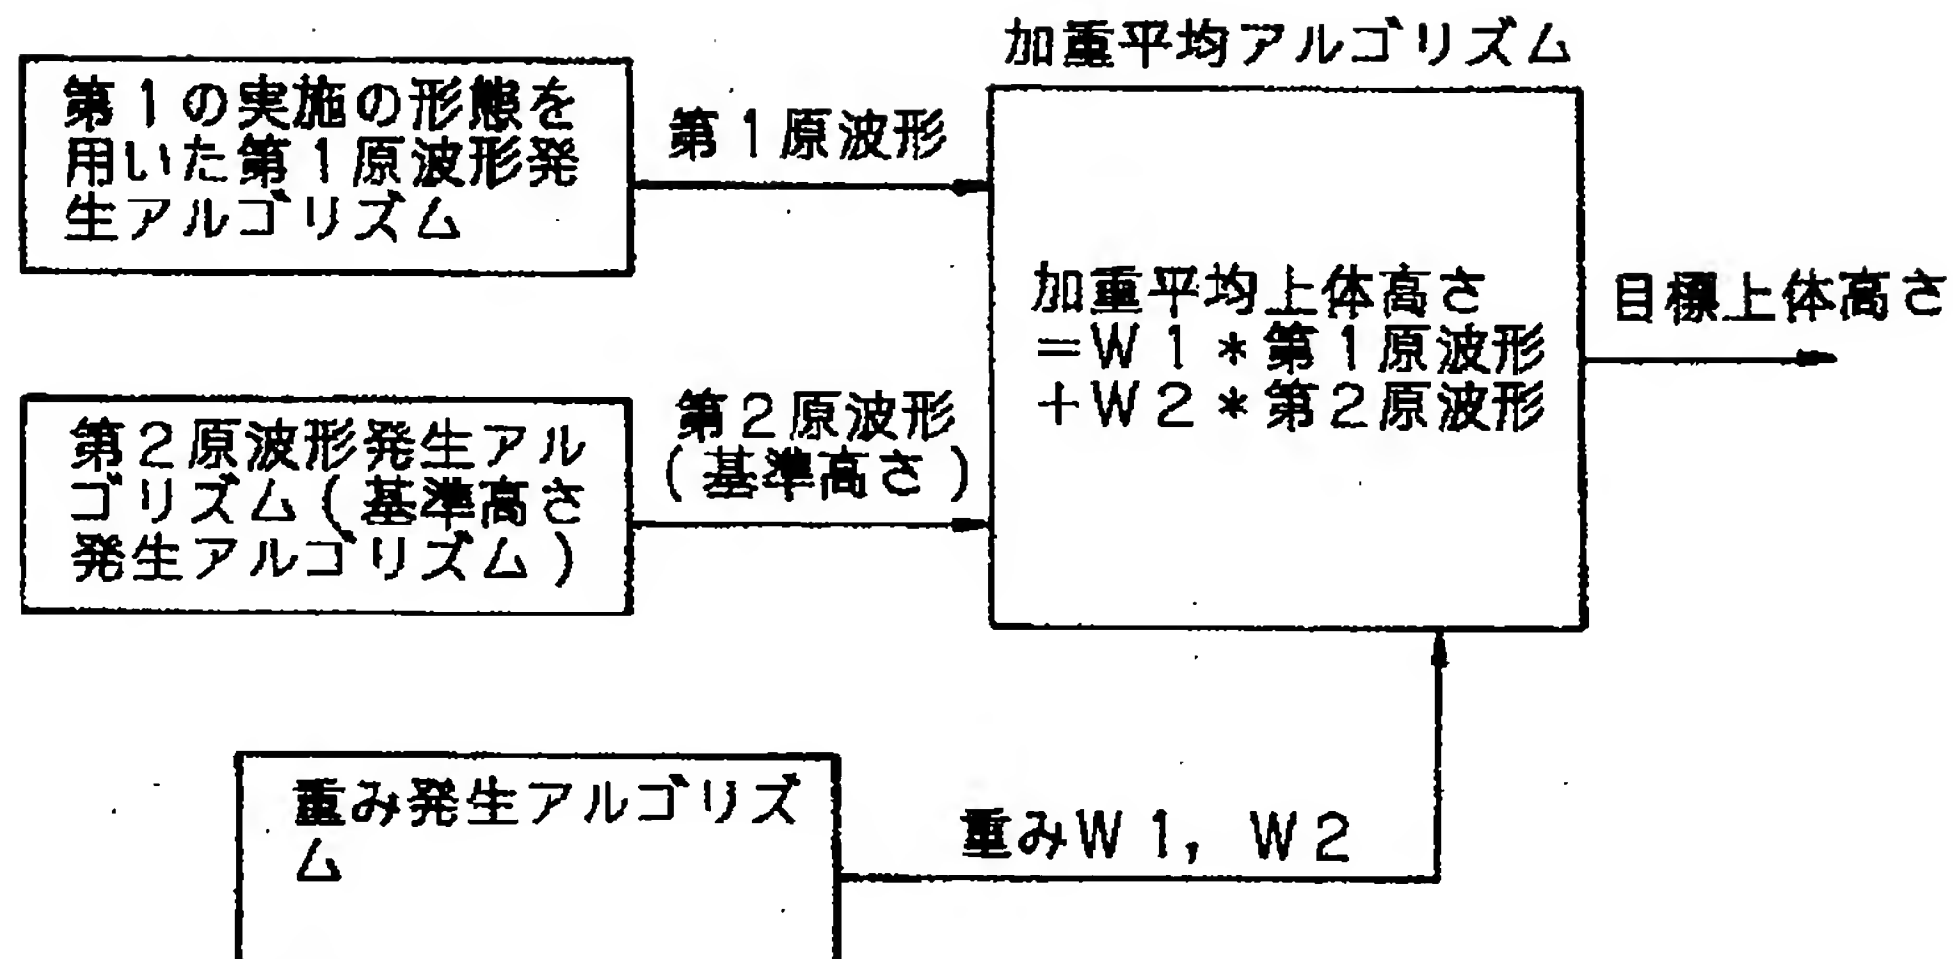 加重平均アルゴリズム
第1の実施の形態を
用いた第1原波形発
生アルゴリズム
第1原波形
加重平均上体高さ
=W1*第1原波形
+W2*第2原波形
目標上体高さ
第2原波形発生アル
ゴリズム(基準高さ
発生アルゴリズム)
第2原波形
(基準高さ)
重み発生アルゴリズ
ム
重みW1, W2